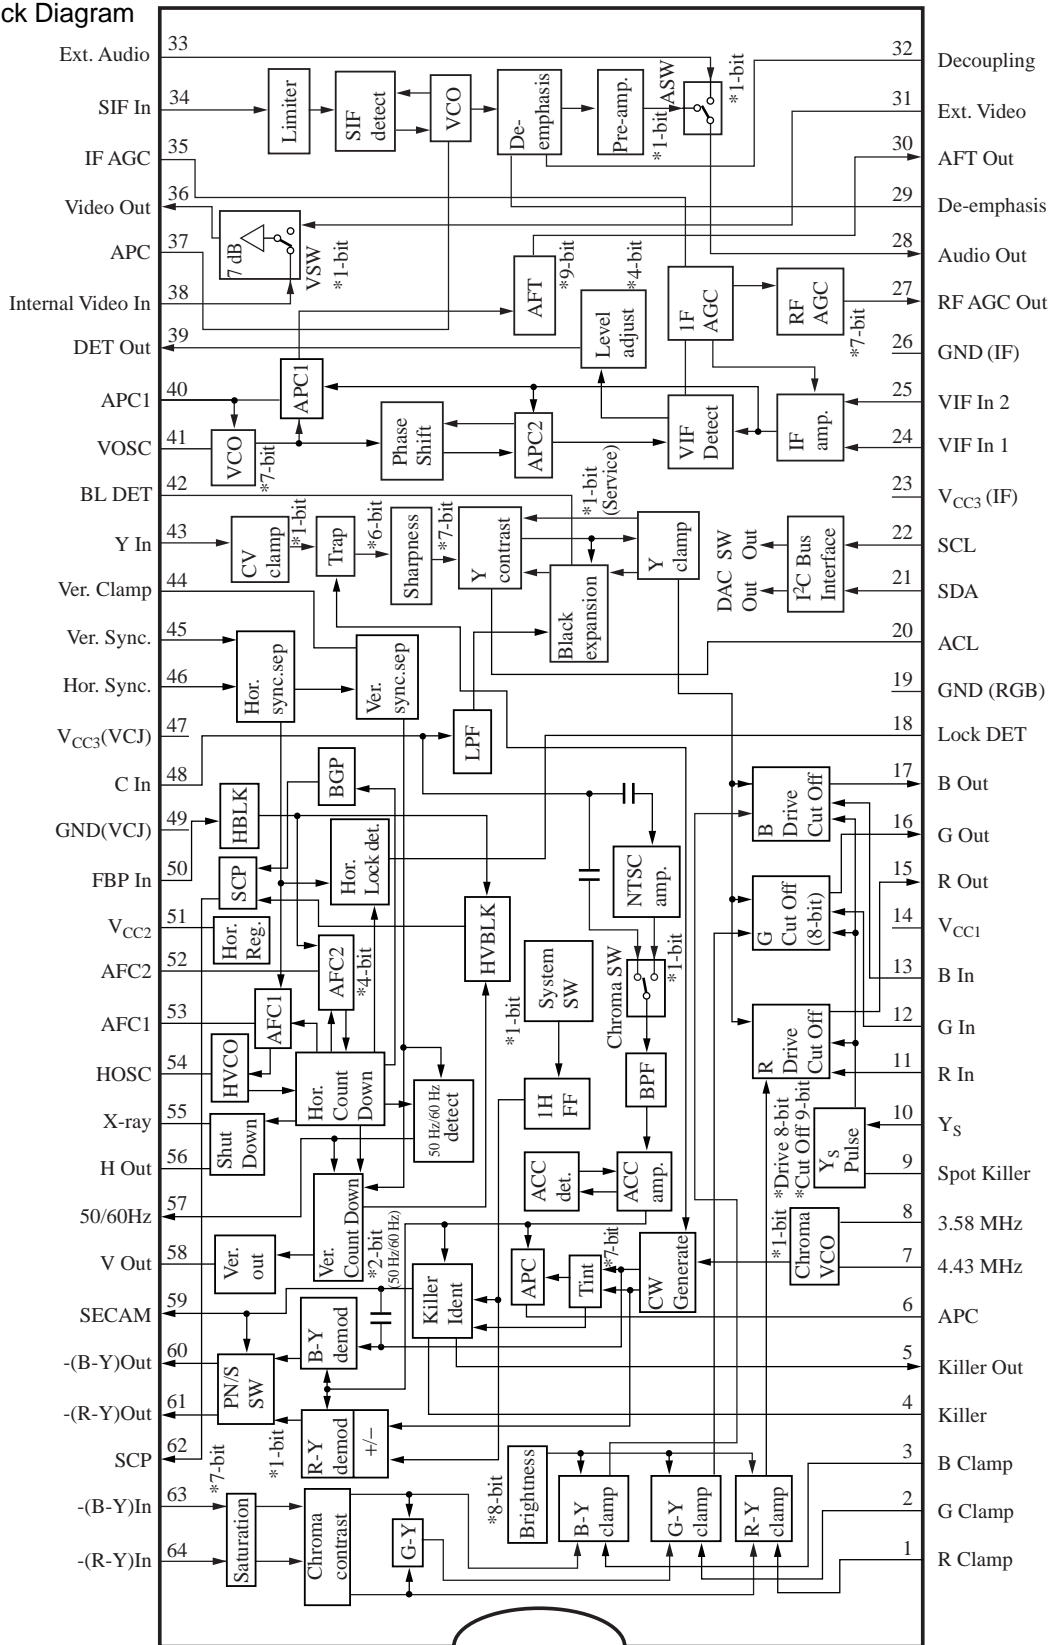 ck Diagram
Ext. Audio 33
SIF In 34
IF AGC 35
Video Out 36
APC 37
Internal Video In 38
DET Out 39
APC1 40
VOSC 41
BL DET 42
Y In 43
Ver. Clamp 44
Ver. Sync. 45
Hor. Sync. 46
VCC3(VCJ) 47
C In 48
GND(VCJ) 49
FBP In 50
VCC2 51
AFC2 52
AFC1 53
HOSC 54
X-ray 55
H Out 56
50/60Hz 57
V Out 58
SECAM 59
-(B-Y)Out 60
-(R-Y)Out 61
SCP 62
-(B-Y)In 63
-(R-Y)In 64
32 Decoupling
31 Ext. Video
30 AFT Out
29 De-emphasis
28 Audio Out
27 RF AGC Out
26 GND (IF)
25 VIF In 2
24 VIF In 1
23 VCC3 (IF)
22 SCL
21 SDA
20 ACL
19 GND (RGB)
18 Lock DET
17 B Out
16 G Out
15 R Out
14 VCC1
13 B In
12 G In
11 R In
10 YS
9 Spot Killer
8 3.58 MHz
7 4.43 MHz
6 APC
5 Killer Out
4 Killer
3 B Clamp
2 G Clamp
1 R Clamp
Limiter
SIF
detect
VCO
De-
emphasis
Pre-amp.
*1-bit
ASW
*1-bit
7 dB
VSW
*1-bit
AFT
*9-bit
Level
adjust
*4-bit
1F
AGC
RF
AGC
*7-bit
APC1
VCO
*7-bit
Phase
Shift
APC2
VIF
Detect
IF
amp.
CV
clamp
*1-bit
Trap
*6-bit
Sharpness
*7-bit
Y
contrast
*1-bit
(Service)
Black
expansion
Y
clamp
DAC
Out
SW
Out
I2C Bus
Interface
Hor.
sync.sep
Ver.
sync.sep
LPF
BGP
HBLK
SCP
Hor.
Lock det.
Hor.
Reg.
AFC2
*4-bit
HVBLK
AFC1
HVCO
Hor.
Count
Down
Shut
Down
50 Hz/60 Hz
detect
Ver.
Count Down
*2-bit
(50 Hz/60 Hz)
Ver.
out
NTSC
amp.
System
SW
*1-bit
Chroma SW
*1-bit
1H
FF
BPF
ACC
det.
ACC
amp.
B
Drive
Cut Off
G
Cut Off
(8-bit)
R
Drive
Cut Off
*Drive 8-bit
*Cut Off 9-bit
YS
Pulse
*1-bit
Chroma
VCO
Killer
Ident
APC
Tint
*7-bit
CW
Generate
B-Y
demod
PN/S
SW
*1-bit
R-Y
demod
+/−
*7-bit
Saturation
Chroma
contrast
G-Y
*8-bit
Brightness
B-Y
clamp
G-Y
clamp
R-Y
clamp